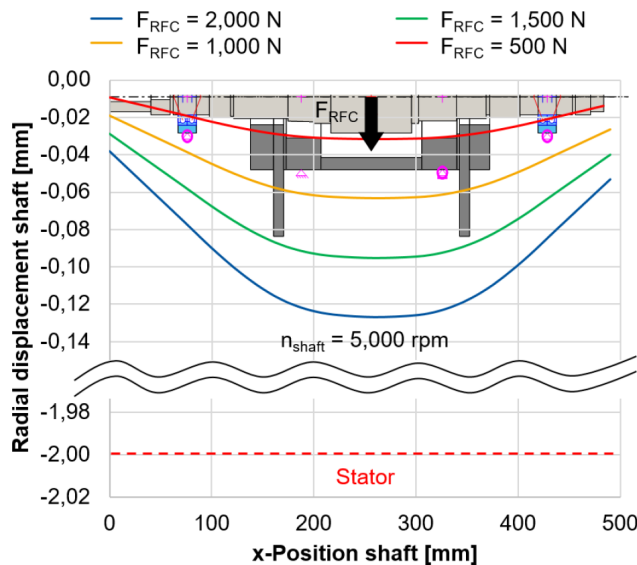 F_RFC = 2,000 N
F_RFC = 1,500 N
F_RFC = 1,000 N
F_RFC = 500 N
Radial displacement shaft [mm]
0,00
-0,02
-0,04
-0,06
-0,08
-0,10
-0,12
-0,14
-1,98
-2,00
-2,02
F_RFC
n_shaft = 5,000 rpm
Stator
0
100
200
300
400
500
x-Position shaft [mm]